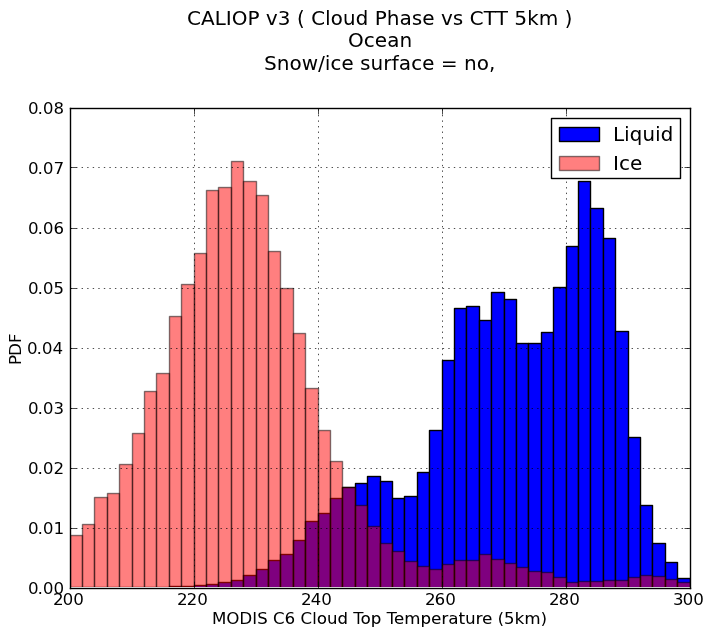 CALIOP v3 ( Cloud Phase vs CTT 5km )
Ocean
Snow/ice surface = no,
0.08
0.07
0.06
0.05
0.04
0.03
0.02
0.01
0.00
PDF
Liquid
Ice
200 220 240 260 280 300
MODIS C6 Cloud Top Temperature (5km)